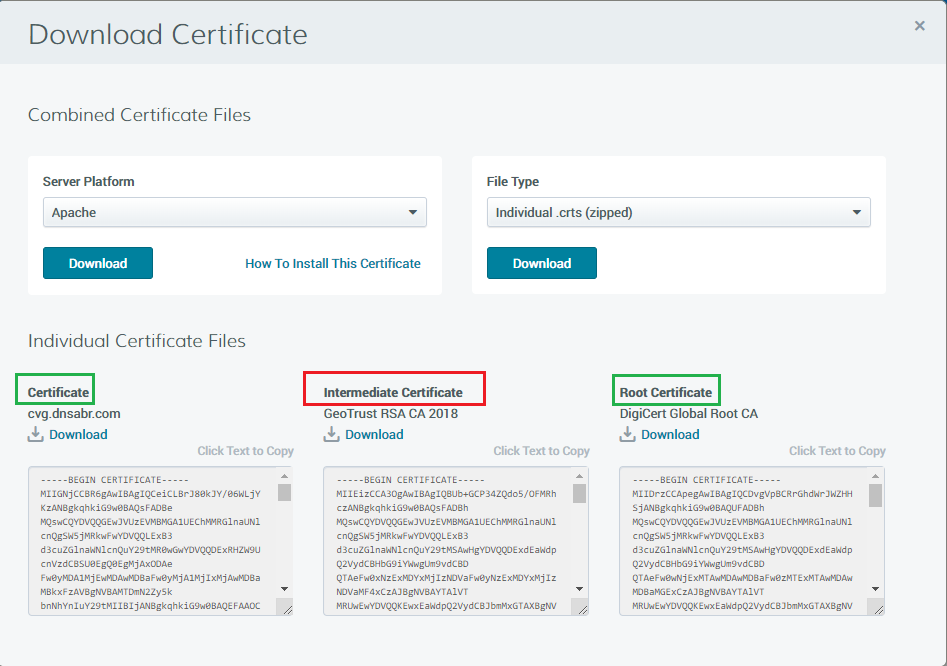 Download Certificate
×
Combined Certificate Files
Server Platform
File Type
Apache
Individual .crts (zipped)
Download
How To Install This Certificate
Download
Individual Certificate Files
Certificate
cvg.dnsabr.com
Download
Click Text to Copy
-----BEGIN CERTIFICATE-----
MIIGNjCCBR6gAwIBAgIQCeiCLBrJ80kJY/06WLjY
KzANBgkqhkiG9w0BAQsFADBe
MQswCQYDVQQGEwJVUzEVMBMGA1UEChMMRGlnaUNl
cnQgSW5jMRkwFwYDVQQLExB3
d3cuZGlnaWNlcnQuY29tMR0wGwYDVQQDExRHZW9U
cnVzdCBSU0EgQ0EgMjAxODAe
Fw0yMDA1MjEwMDAwMDBaFw0yMjA1MjIxMjAwMDBa
MBkxFzAVBgNVBAMTDmN2Zy5k
bnNhYnIuY29tMIIBIjANBgkqhkiG9w0BAQEFAAOC
Intermediate Certificate
GeoTrust RSA CA 2018
Download
Click Text to Copy
-----BEGIN CERTIFICATE-----
MIIEizCCA3OgAwIBAgIQBUb+GCP34ZQdo5/OFMRh
czANBgkqhkiG9w0BAQsFADBh
MQswCQYDVQQGEwJVUzEVMBMGA1UEChMMRGlnaUNl
cnQgSW5jMRkwFwYDVQQLExB3
d3cuZGlnaWNlcnQuY29tMSAwHgYDVQQDExdEaWdp
Q2VydCBHbG9iYWwgUm9vdCBD
QTAeFw0xNzExMDYxMjIzNDVaFw0yNzExMDYxMjIz
NDVaMF4xCzAJBgNVBAYTAlVT
MRUwEwYDVQQKEwxEaWdpQ2VydCBJbmMxGTAXBgNV
Root Certificate
DigiCert Global Root CA
Download
Click Text to Copy
-----BEGIN CERTIFICATE-----
MIIDrzCCApegAwIBAgIQCDvgVpBCRrGhdWrJWZHH
SjANBgkqhkiG9w0BAQUFADBh
MQswCQYDVQQGEwJVUzEVMBMGA1UEChMMRGlnaUNl
cnQgSW5jMRkwFwYDVQQLExB3
d3cuZGlnaWNlcnQuY29tMSAwHgYDVQQDExdEaWdp
Q2VydCBHbG9iYWwgUm9vdCBD
QTAeFw0wNjExMTAwMDAwMDBaFw0zMTExMTAwMDAw
MDBaMGExCzAJBgNVBAYTAlVT
MRUwEwYDVQQKEwxEaWdpQ2VydCBJbmMxGTAXBgNV